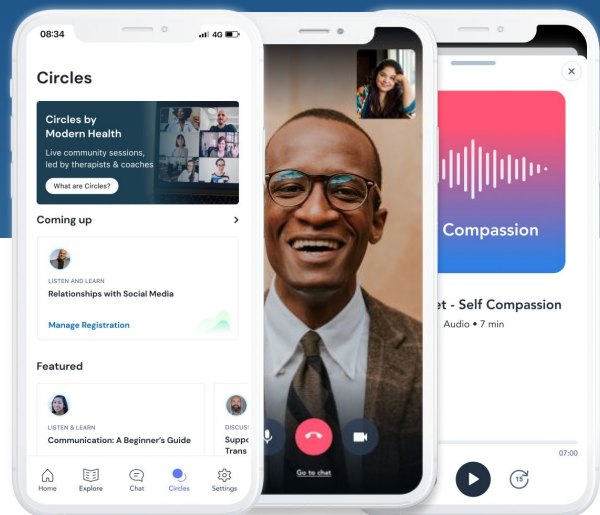 08:34
4G
Circles
Circles by
Modern Health
Live community sessions,
led by therapists & coaches
What are Circles?
Coming up
LISTEN AND LEARN
Relationships with Social Media
Manage Registration
Featured
LISTEN & LEARN
Communication: A Beginner's Guide
DISCUSS
Suppo
Trans
Home
Explore
Chat
Circles
Settings
Go to chat
Compassion
et - Self Compassion
Audio • 7 min
07:00
15